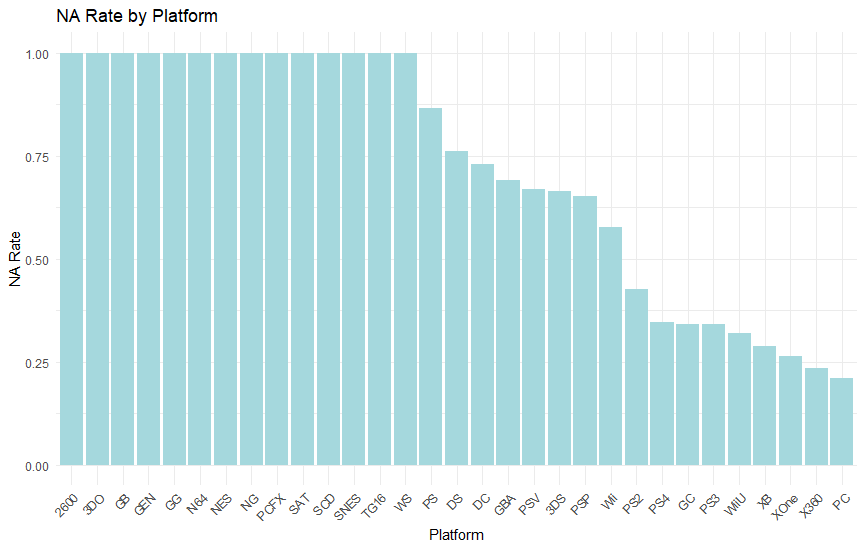 NA Rate by Platform
NA Rate
1.00
0.75
0.50
0.25
0.00
2600 3DO GB GEN GG N64 NES NG PCFX SAT SCD SNES TG16 WS PS DS DC GBA PSV 3DS PSP Wii PS2 PS4 GC PS3 WiiU XB XOne X360 PC
Platform